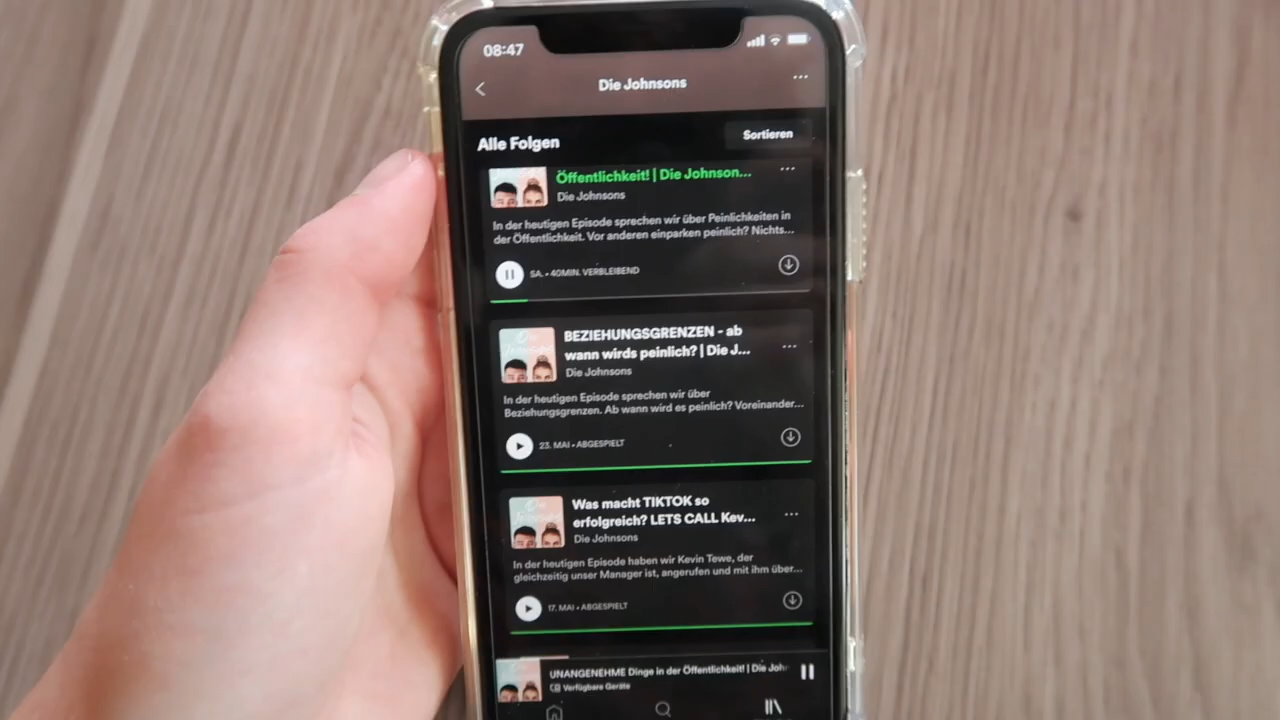 08:47
Die Johnsons
Alle Folgen
Sortieren
Öffentlichkeit! | Die Johnson...
Die Johnsons
In der heutigen Episode sprechen wir über Peinlichkeiten in
der Öffentlichkeit. Vor anderen einparken peinlich? Nichts...
SA. • 40MIN. VERBLEIBEND
BEZIEHUNGSGRENZEN - ab
wann wirds peinlich? | Die J...
Die Johnsons
In der heutigen Episode sprechen wir über
Beziehungsgrenzen. Ab wann wird es peinlich? Voreinander...
23. MAI • ABGESPIELT
Was macht TIKTOK so
erfolgreich? LETS CALL Kev...
Die Johnsons
In der heutigen Episode haben wir Kevin Tewe, der
gleichzeitig unser Manager ist, angerufen und mit ihm über...
17. MAI • ABGESPIELT
UNANGENEHME Dinge in der Öffentlichkeit! | Die Joh
Verfügbare Geräte